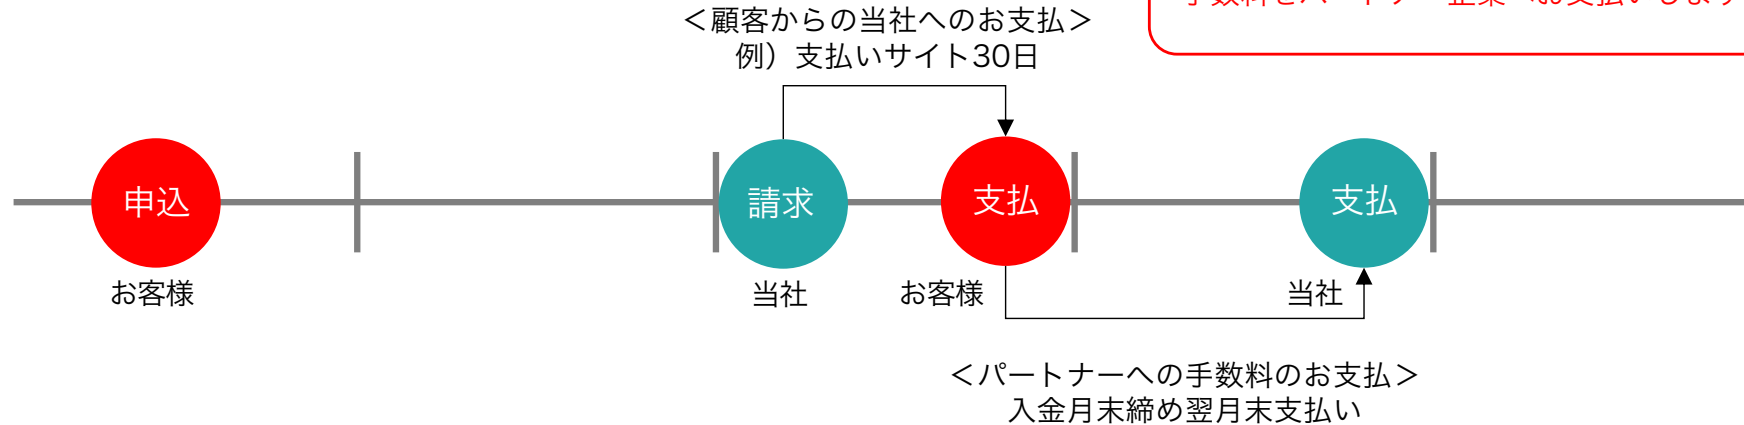 ＜顧客からの当社へのお支払＞
例）支払いサイト30日
申込
請求
支払
支払
お客様
当社
お客様
当社
＜パートナーへの手数料のお支払＞
入金月末締め翌月末支払い